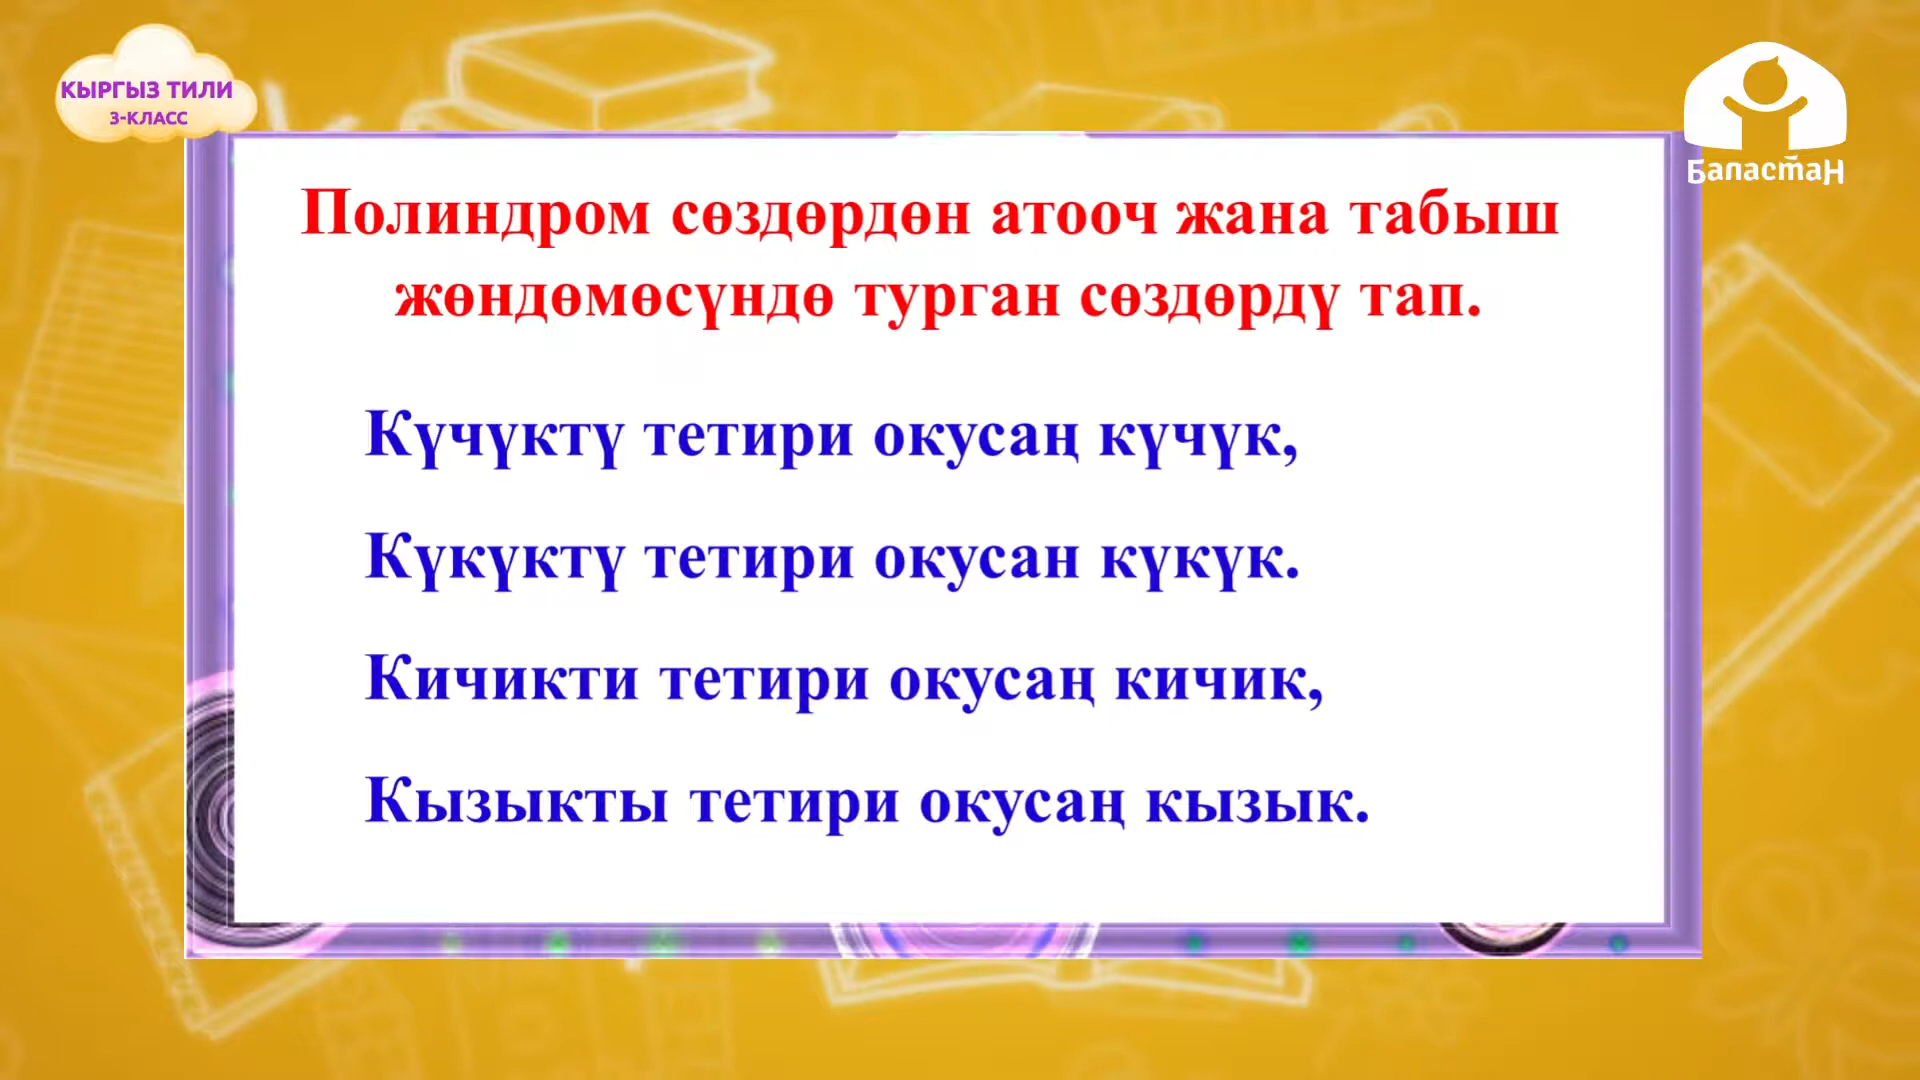 КЫРГЫЗ ТИЛИ
3-КЛАСС
Баластан
Полиндром сөздөрдөн атооч жана табыш
жөндөмөсүндө турган сөздөрдү тап.
Күчүктү тетири окусаң күчүк,
Күкүктү тетири окусан күкүк.
Кичикти тетири окусаң кичик,
Кызыкты тетири окусаң кызык.